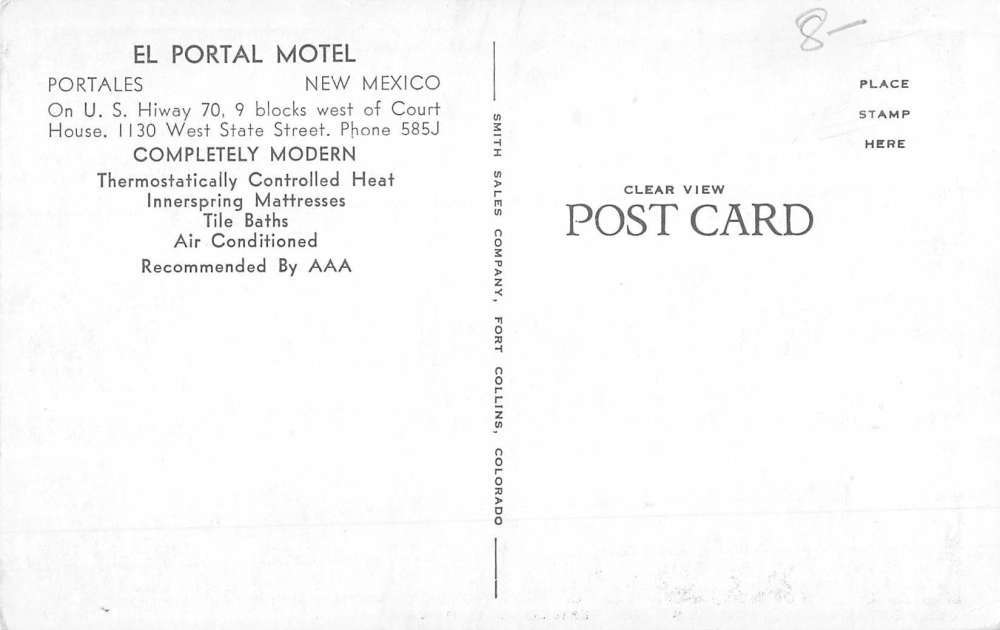 EL PORTAL MOTEL
PORTALES NEW MEXICO
On U. S. Hiway 70, 9 blocks west of Court
House. 1130 West State Street. Phone 585J
COMPLETELY MODERN
Thermostatically Controlled Heat
Innerspring Mattresses
Tile Baths
Air Conditioned
Recommended By AAA
SMITH SALES COMPANY, FORT COLLINS, COLORADO
8-
PLACE
STAMP
HERE
CLEAR VIEW
POST CARD